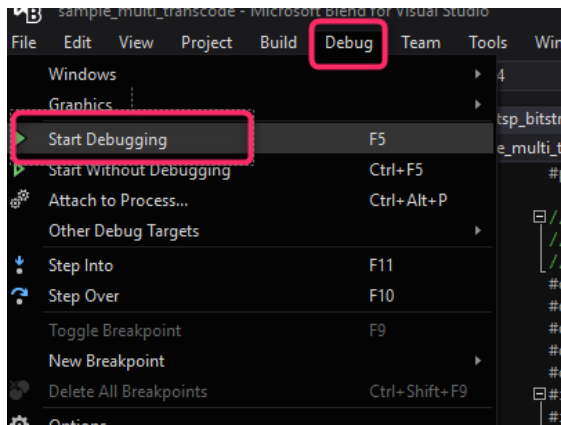 sample_multi_transcode - Microsoft Blend for Visual Studio
File Edit View Project Build Debug Team Tools Win
Windows
4
Graphics
Start Debugging F5
Start Without Debugging Ctrl+F5
Attach to Process... Ctrl+Alt+P
Other Debug Targets
Step Into F11
Step Over F10
Toggle Breakpoint F9
New Breakpoint
Delete All Breakpoints Ctrl+Shift+F9
Options...